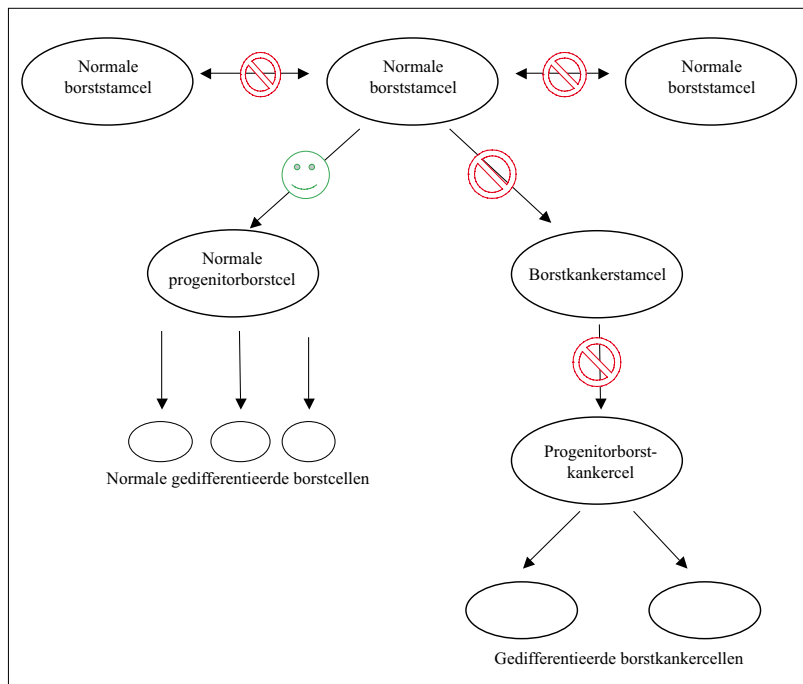 Normale
borststamcel
Normale
borststamcel
Normale
borststamcel
Normale
progenitorborstcel
Borstkankerstamcel
Normale gedifferentieerde borstcellen
Progenitorborst-
kankercel
Gedifferentieerde borstkankercellen